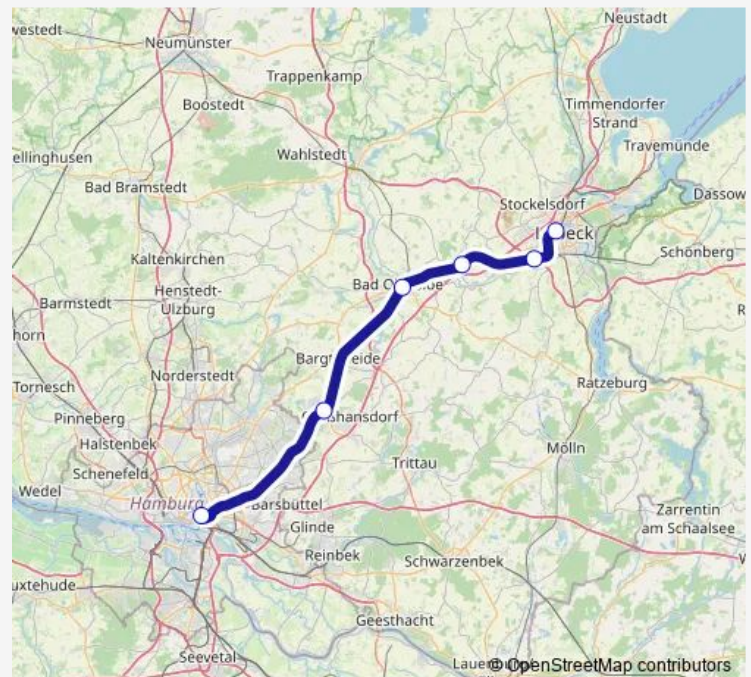 Neustadt
westedt
Neumünster
Trappenkamp
Boostedt
Timmendorfer
Strand
ellinghusen
Wahlstedt
Travemünde
Bad Bramstedt
Dassow
Stockelsdorf
Kaltenkirchen
Schönberg
Henstedt-
Ulzburg
Barmstedt
R
horn
Norderstedt
Tornesch
Ratzeburg
Pinneberg
Halstenbek
Mölln
Schenefeld
Trittau
Wedel
Hamburg
Barsbüttel
Zarrentin
am Schaalsee
Glinde
Reinbek
Schwarzenbek
uxtehude
Geesthacht
Seevetal
© OpenStreetMap contributors